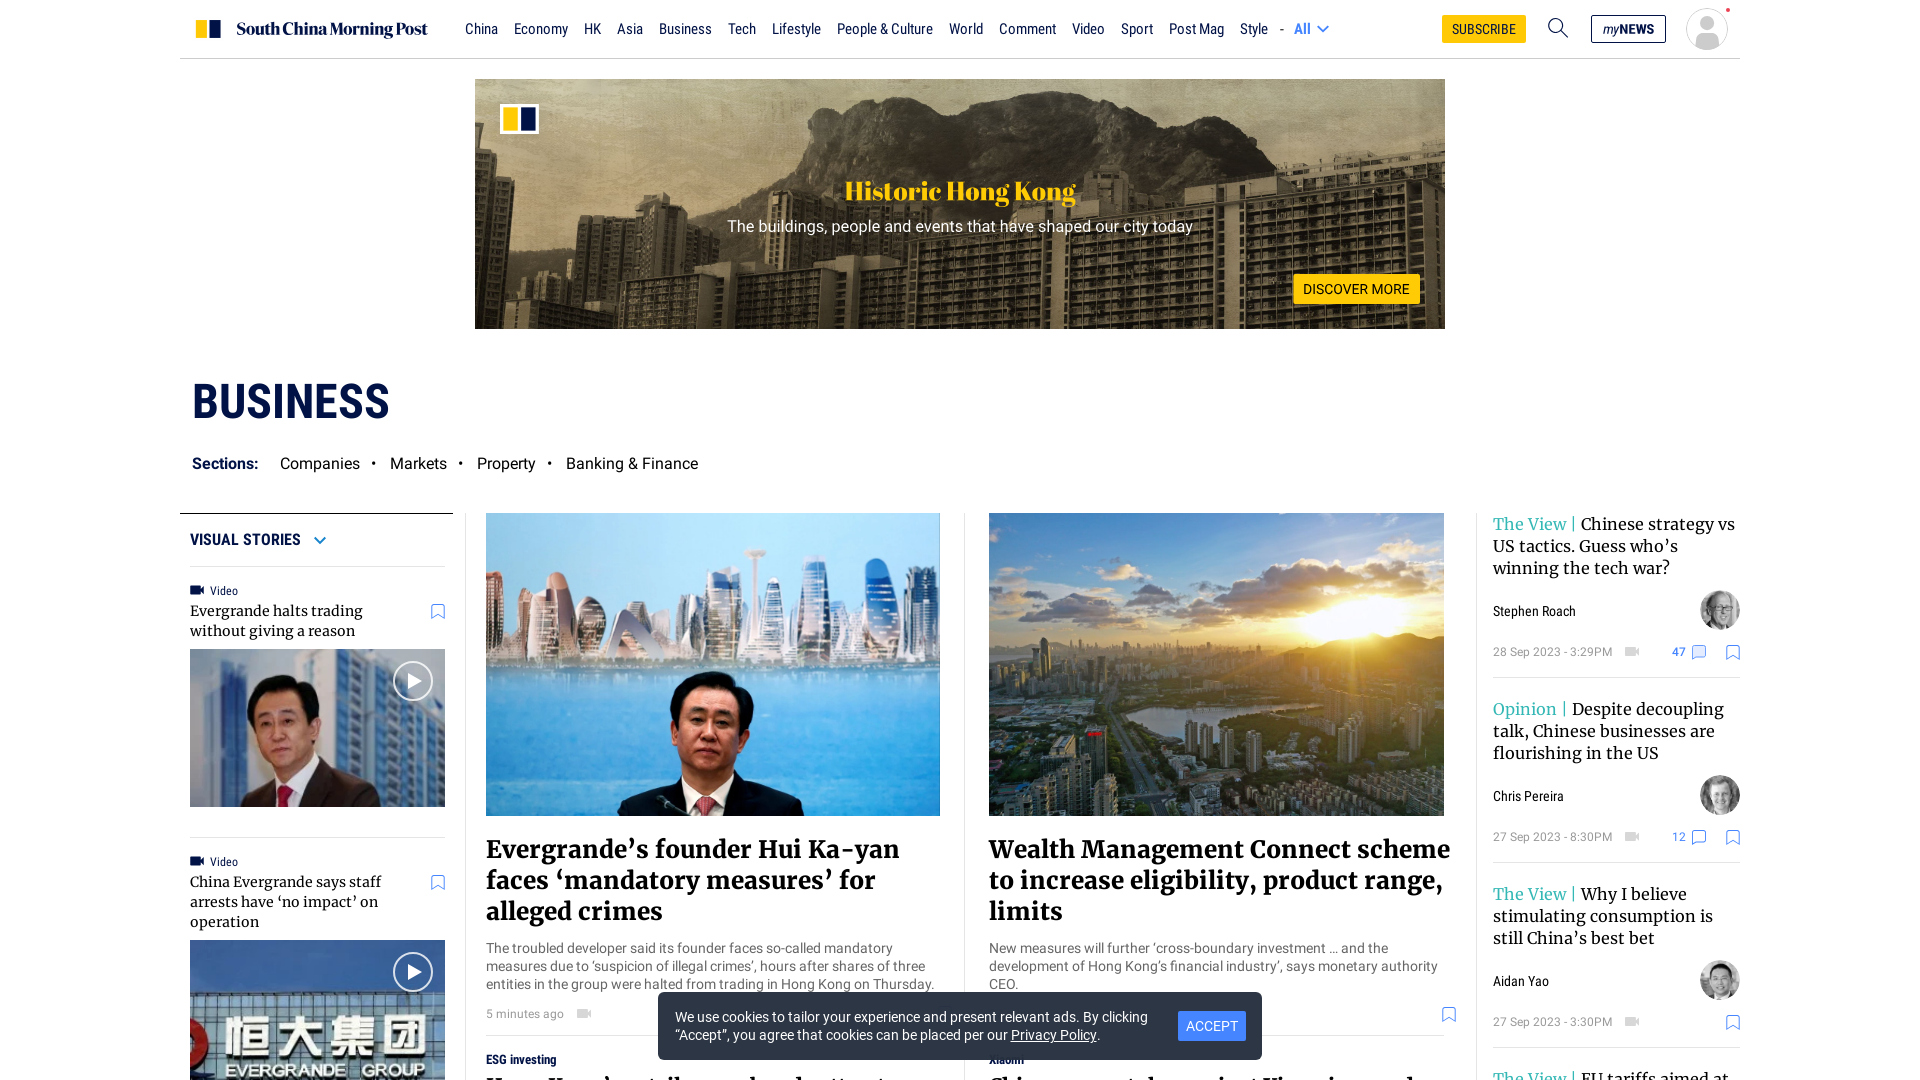 South China Morning Post
China Economy HK Asia Business Tech Lifestyle People & Culture World Comment Video Sport Post Mag Style - All
SUBSCRIBE
myNEWS
Historic Hong Kong
The buildings, people and events that have shaped our city today
DISCOVER MORE
BUSINESS
Sections: Companies • Markets • Property • Banking & Finance
VISUAL STORIES
Video
Evergrande halts trading
without giving a reason
Video
China Evergrande says staff
arrests have ‘no impact’ on
operation
恒大集团
EVERGRANDE GROUP
Evergrande’s founder Hui Ka-yan
faces ‘mandatory measures’ for
alleged crimes
The troubled developer said its founder faces so-called mandatory
measures due to ‘suspicion of illegal crimes’, hours after shares of three
entities in the group were halted from trading in Hong Kong on Thursday.
5 minutes ago
ESG investing
Wealth Management Connect scheme
to increase eligibility, product range,
limits
New measures will further ‘cross-boundary investment … and the
development of Hong Kong’s financial industry’, says monetary authority
CEO.
Xiaomi
The View | Chinese strategy vs
US tactics. Guess who’s
winning the tech war?
Stephen Roach
28 Sep 2023 - 3:29PM
47
Opinion | Despite decoupling
talk, Chinese businesses are
flourishing in the US
Chris Pereira
27 Sep 2023 - 8:30PM
12
The View | Why I believe
stimulating consumption is
still China’s best bet
Aidan Yao
27 Sep 2023 - 3:30PM
The View | EU tariffs aimed at
We use cookies to tailor your experience and present relevant ads. By clicking
“Accept”, you agree that cookies can be placed per our Privacy Policy.
ACCEPT